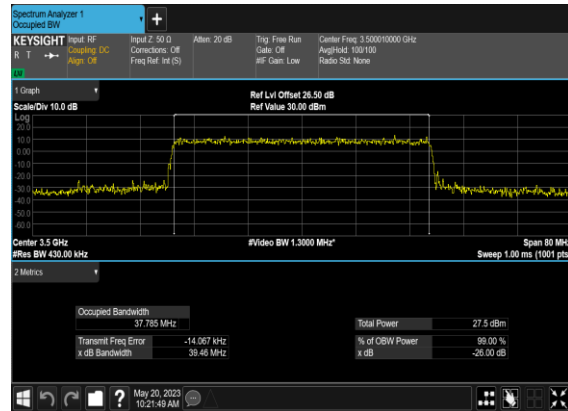 Spectrum Analyzer 1
Occupied BW
+
KEYSIGHT Input: RF Input Z: 50 Ω Atten: 20 dB Trig: Free Run Center Freq: 3.500010000 GHz
R T Coupling: DC Corrections: Off Gate: Off Avg|Hold: 100/100
Align: Off Freq Ref: Int (S) #IF Gain: Low Radio Std: None
LXI
1 Graph
Ref Lvl Offset 26.50 dB
Scale/Div 10.0 dB Ref Value 30.00 dBm
Log
20.0
10.0
0.00
-10.0
-20.0
-30.0
-40.0
-50.0
-60.0
Center 3.5 GHz #Video BW 1.3000 MHz* Span 80 MHz
#Res BW 430.00 kHz Sweep 1.00 ms (1001 pts
2 Metrics
Occupied Bandwidth
37.785 MHz Total Power 27.5 dBm
Transmit Freq Error -14.067 kHz % of OBW Power 99.00 %
x dB Bandwidth 39.46 MHz x dB -26.00 dB
? May 20, 2023
10:21:49 AM